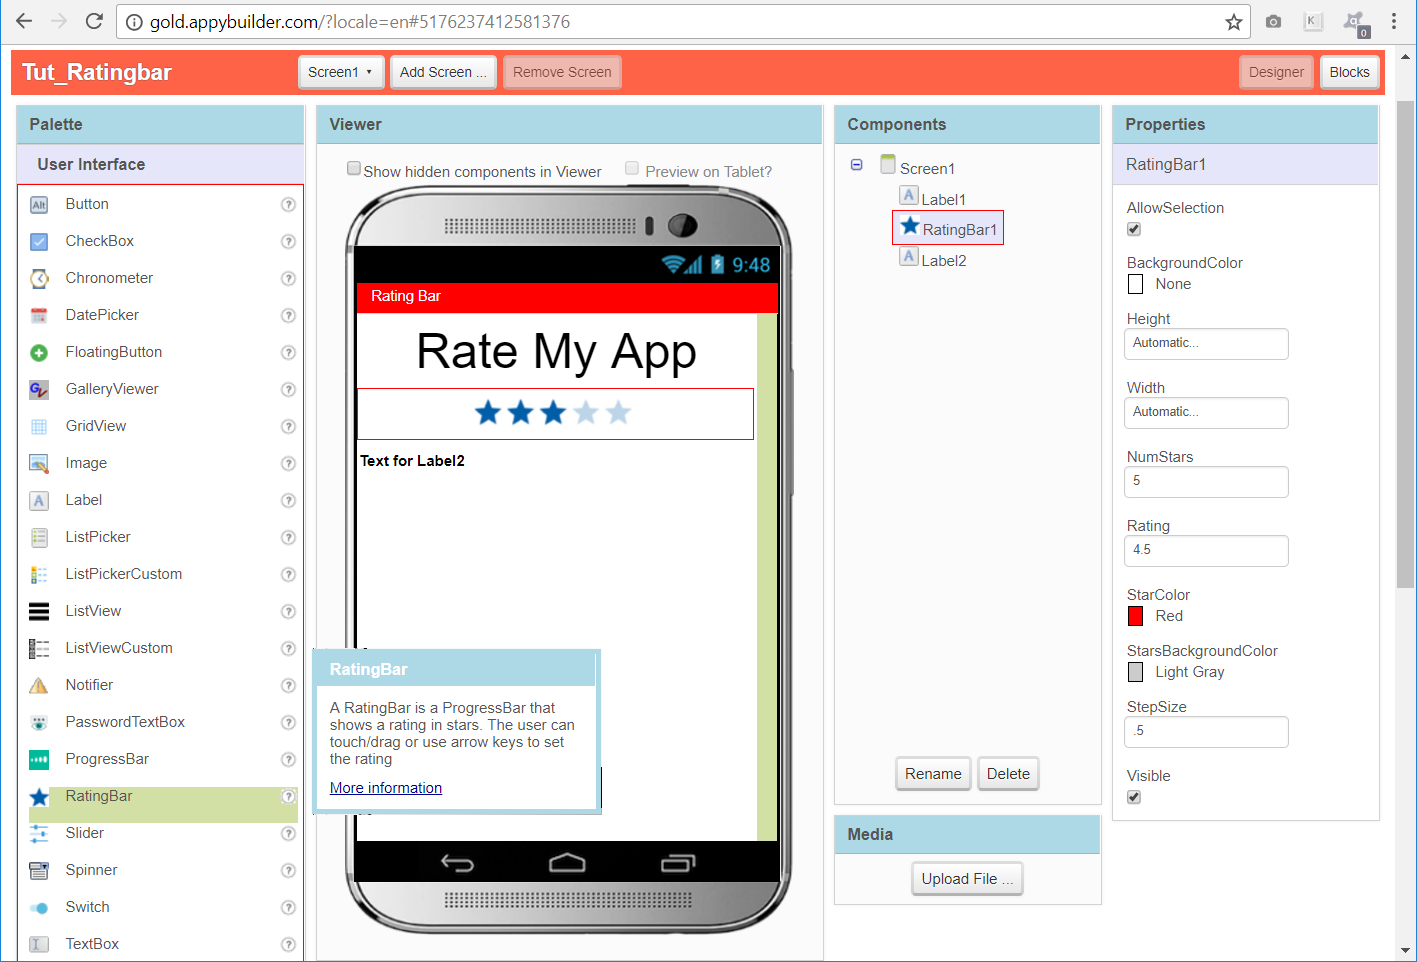 gold.appybuilder.com/?locale=en#5176237412581376
K
0
Tut_Ratingbar
Screen1
Add Screen ...
Remove Screen
Designer
Blocks
Palette
User Interface
Alt
Button
?
CheckBox
?
Chronometer
?
DatePicker
?
FloatingButton
?
GalleryViewer
?
GridView
?
Image
?
A
Label
?
ListPicker
?
ListPickerCustom
?
ListView
?
ListViewCustom
?
Notifier
?
PasswordTextBox
?
ProgressBar
?
RatingBar
?
Slider
?
Spinner
?
Switch
?
TextBox
?
Viewer
Show hidden components in Viewer
Preview on Tablet?
9:48
Rating Bar
Rate My App
Text for Label2
RatingBar
A RatingBar is a ProgressBar that
shows a rating in stars. The user can
touch/drag or use arrow keys to set
the rating
More information
Components
Screen1
A
Label1
RatingBar1
A
Label2
Rename
Delete
Media
Upload File ...
Properties
RatingBar1
AllowSelection
BackgroundColor
None
Height
Automatic...
Width
Automatic...
NumStars
5
Rating
4.5
StarColor
Red
StarsBackgroundColor
Light Gray
StepSize
.5
Visible